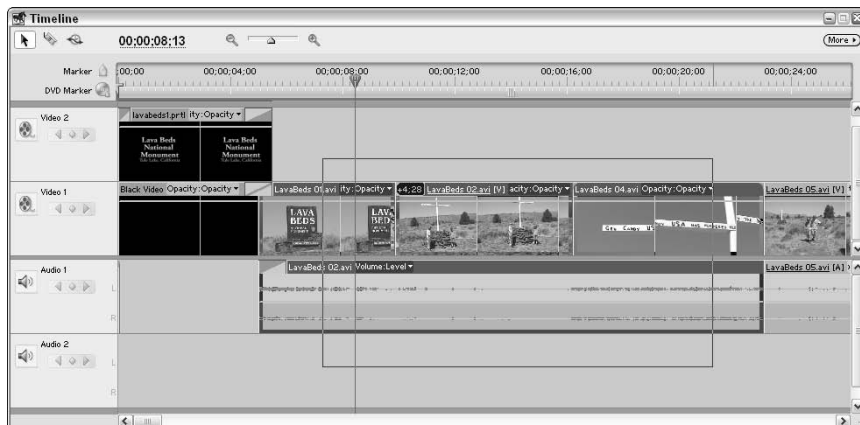 Timeline
00;00;08;13
More
Marker
;00;00 00;00;04;00 00;00;08;00 00;00;12;00 00;00;16;00 00;00;20;00 00;00;24;00
DVD Marker
Video 2
lavabeds1.prtl ity:Opacity
Lava Beds National Monument
Lava Beds National Monument
Video 1
Black Video Opacity:Opacity
LavaBeds 01.avi ity:Opacity
+4;28 LavaBeds 02.avi [V] acity:Opacity
LavaBeds 04.avi Opacity:Opacity
LavaBeds 05.avi [V]
LAVA BEDS
LAV BEDS
Audio 1
LavaBeds 02.avi Volume:Level
LavaBeds 05.avi [A]
L
R
Audio 2
L
R